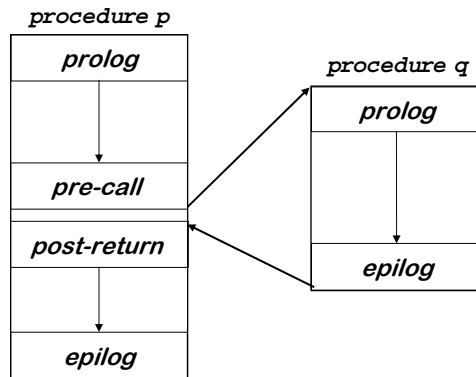 procedure p
prolog
pre-call
post-return
epilog
procedure q
prolog
epilog